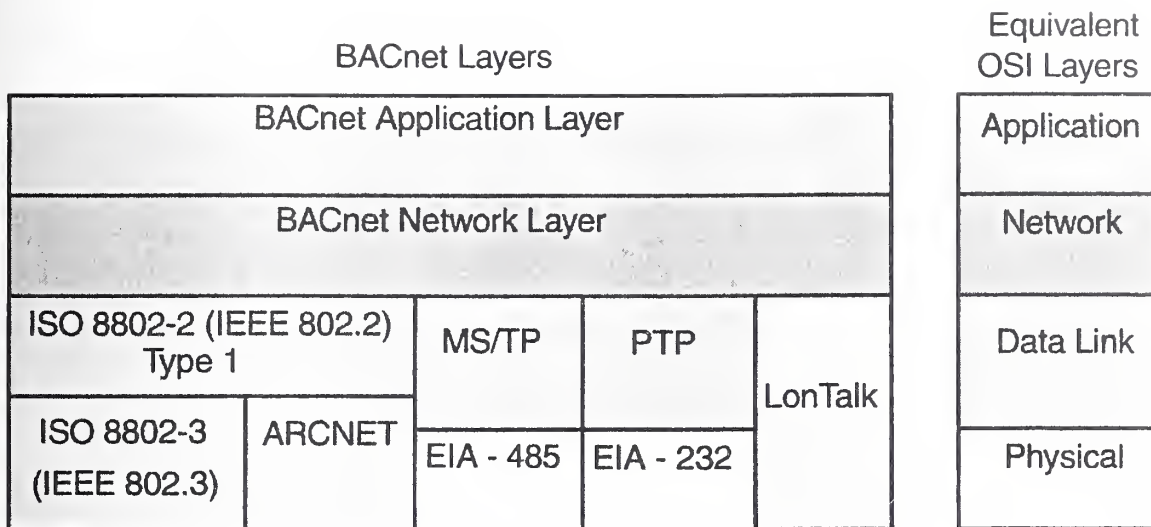 BACnet Layers
Equivalent
OSI Layers
BACnet Application Layer
Application
BACnet Network Layer
Network
ISO 8802-2 (IEEE 802.2)
Type 1
MS/TP
PTP
LonTalk
Data Link
ISO 8802-3
(IEEE 802.3)
ARCNET
EIA - 485
EIA - 232
Physical